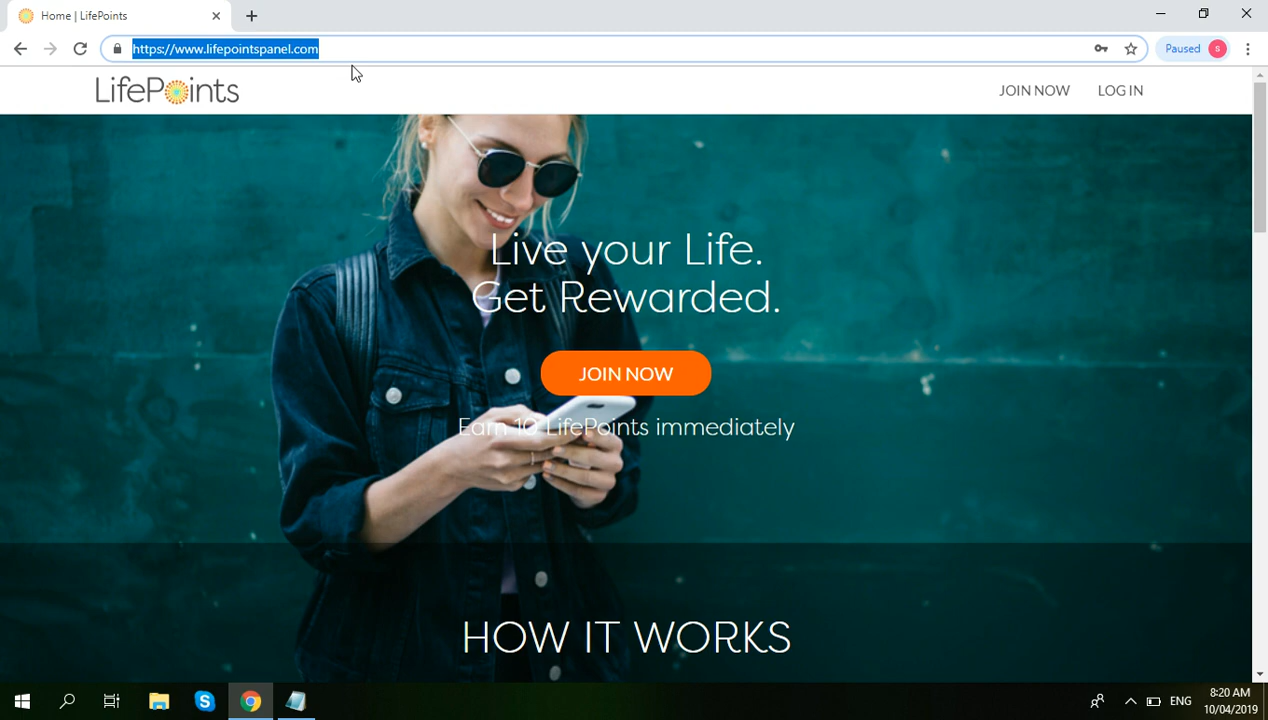 Home | LifePoints
https://www.lifepointspanel.com
Paused
S
LifePoints
JOIN NOW
LOG IN
Live your Life.
Get Rewarded.
JOIN NOW
Earn 10 LifePoints immediately
HOW IT WORKS
S
ENG
8:20 AM
10/04/2019